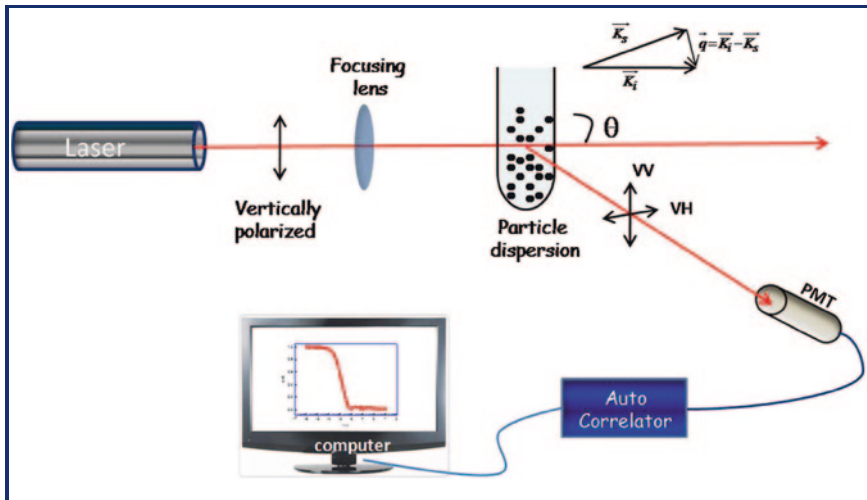 Laser
Vertically
polarized
Focusing
lens
Particle
dispersion
K_s
K_i
q=K_i-K_s
θ
VV
VH
PMT
Auto
Correlator
computer